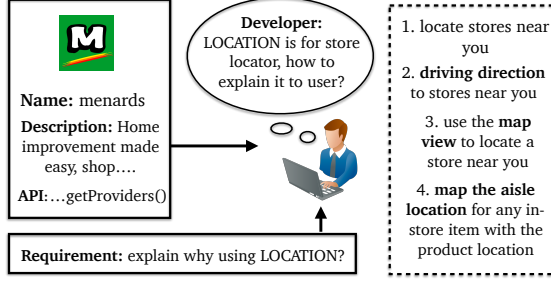 M
Name: menards
Description: Home
improvement made
easy, shop….
API:…getProviders()
Developer:
LOCATION is for store
locator, how to
explain it to user?
Requirement: explain why using LOCATION?
1. locate stores near
you
2. driving direction
to stores near you
3. use the map
view to locate a
store near you
4. map the aisle
location for any in-
store item with the
product location